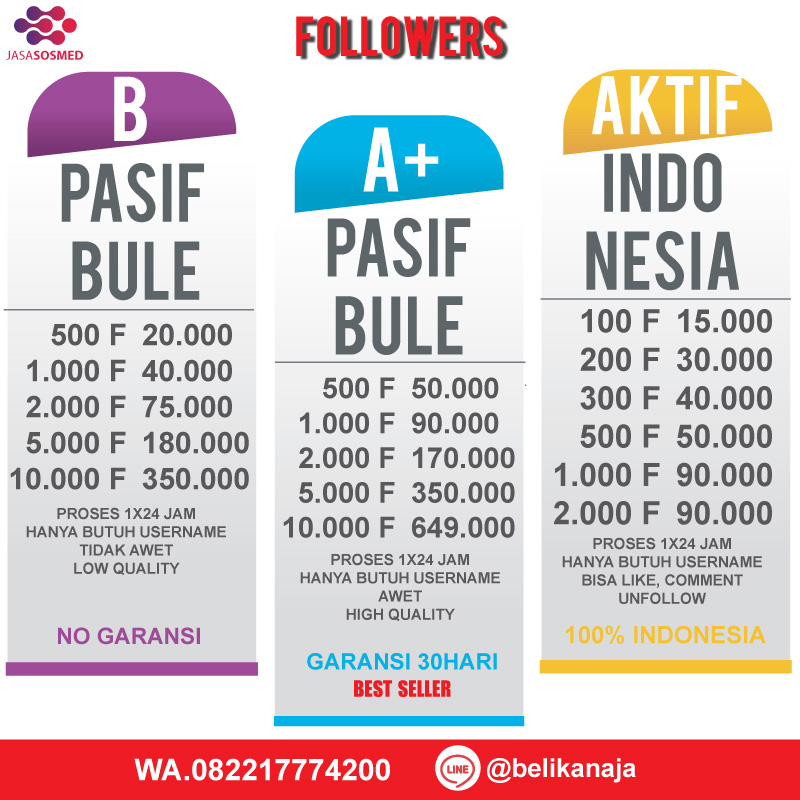 JASASOSMED
FOLLOWERS
B
PASIF
BULE
500 F 20.000
1.000 F 40.000
2.000 F 75.000
5.000 F 180.000
10.000 F 350.000
PROSES 1X24 JAM
HANYA BUTUH USERNAME
TIDAK AWET
LOW QUALITY
NO GARANSI
A+
PASIF
BULE
500 F 50.000
1.000 F 90.000
2.000 F 170.000
5.000 F 350.000
10.000 F 649.000
PROSES 1X24 JAM
HANYA BUTUH USERNAME
AWET
HIGH QUALITY
GARANSI 30HARI
BEST SELLER
AKTIF
INDO
NESIA
100 F 15.000
200 F 30.000
300 F 40.000
500 F 50.000
1.000 F 90.000
2.000 F 90.000
PROSES 1X24 JAM
HANYA BUTUH USERNAME
BISA LIKE, COMMENT
UNFOLLOW
100% INDONESIA
WA.082217774200
LINE @belikanaja